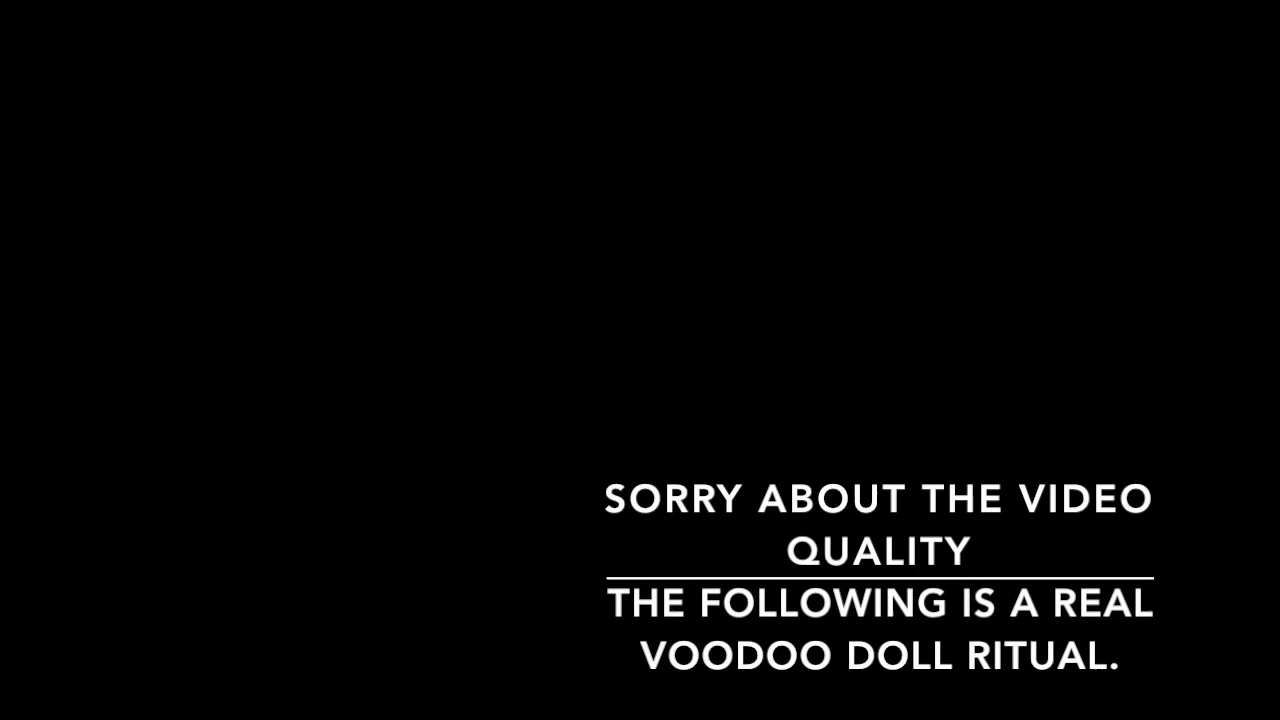 SORRY ABOUT THE VIDEO
QUALITY
THE FOLLOWING IS A REAL
VOODOO DOLL RITUAL.